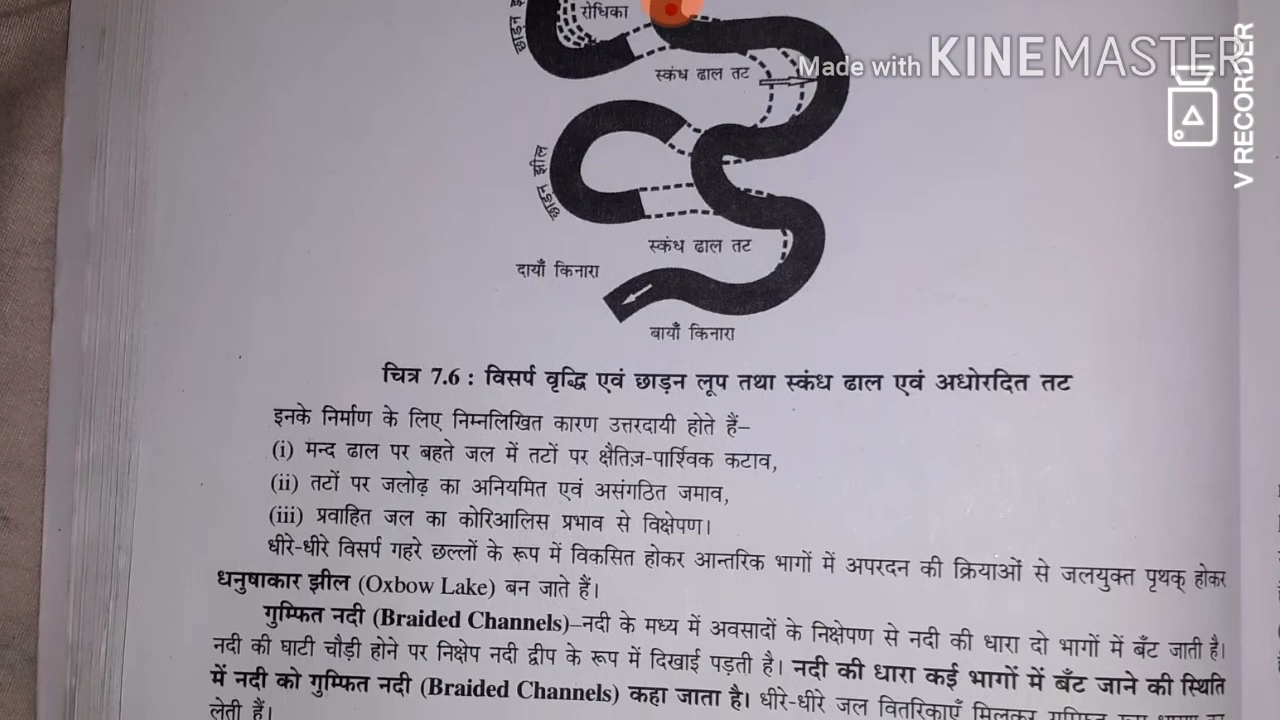 रोधिका
स्कंध ढाल तट
Made with KINEMASTER
V RECORDER
छाड़न झील
स्कंध ढाल तट
दायाँ किनारा
बायाँ किनारा
चित्र 7.6 : विसर्प वृद्धि एवं छाड़न लूप तथा स्कंध ढाल एवं अधोरदित तट
इनके निर्माण के लिए निम्नलिखित कारण उत्तरदायी होते हैं–
(i) मन्द ढाल पर बहते जल में तटों पर क्षैतिज़-पार्श्विक कटाव,
(ii) तटों पर जलोढ़ का अनियमित एवं असंगठित जमाव,
(iii) प्रवाहित जल का कोरिआलिस प्रभाव से विक्षेपण।
धीरे-धीरे विसर्प गहरे छल्लों के रूप में विकसित होकर आन्तरिक भागों में अपरदन की क्रियाओं से जलयुक्त पृथक् होकर
धनुषाकार झील (Oxbow Lake) बन जाते हैं।
गुम्फित नदी (Braided Channels)–नदी के मध्य में अवसादों के निक्षेपण से नदी की धारा दो भागों में बँट जाती है।
नदी की घाटी चौड़ी होने पर निक्षेप नदी द्वीप के रूप में दिखाई पड़ती है। नदी की धारा कई भागों में बँट जाने की स्थिति
में नदी को गुम्फित नदी (Braided Channels) कहा जाता है। धीरे-धीरे जल वितरिकाएँ मिलकर गुम्फित
लेती हैं।